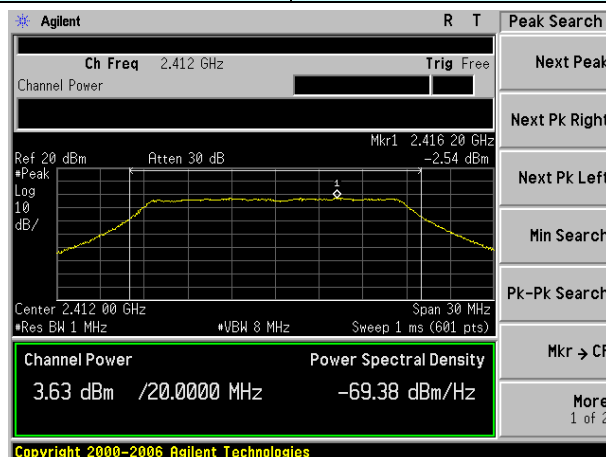 Agilent R T Peak Search
Ch Freq 2.412 GHz Trig Free
Channel Power
Next Peak
Next Pk Right
Next Pk Left
Min Search
Pk-Pk Search
Mkr → CF
More
1 of 2
Mkr1 2.416 20 GHz
Ref 20 dBm Atten 30 dB -2.54 dBm
#Peak
Log
10
dB/
1
Center 2.412 00 GHz Span 30 MHz
#Res BW 1 MHz #VBW 8 MHz Sweep 1 ms (601 pts)
Channel Power Power Spectral Density
3.63 dBm /20.0000 MHz -69.38 dBm/Hz
Copyright 2000-2006 Agilent Technologies